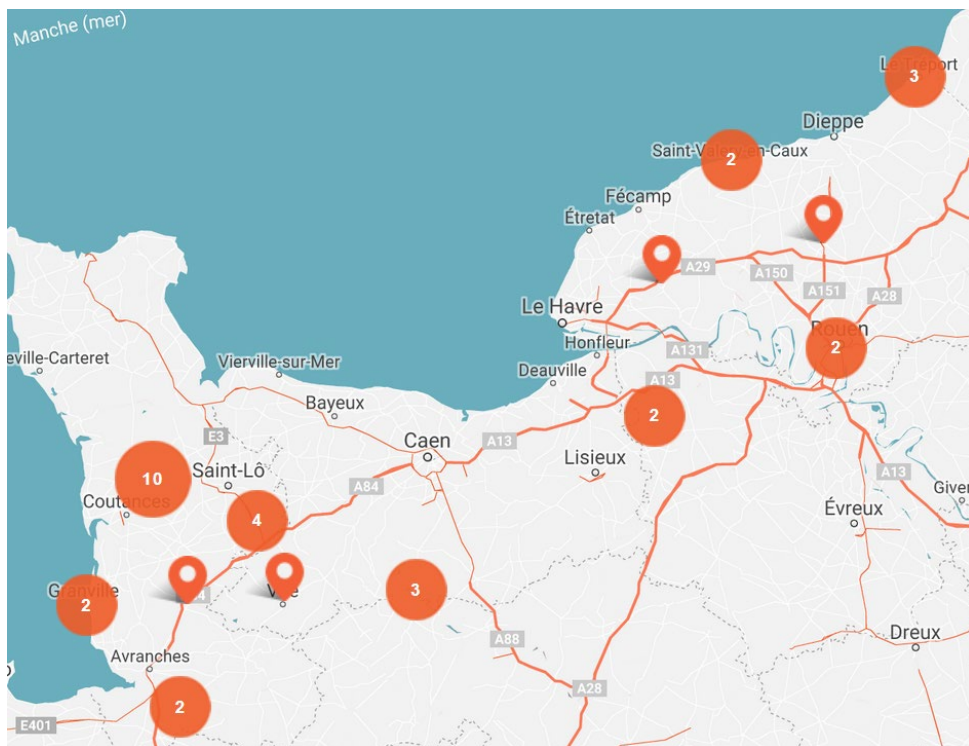 Manche (mer)
Le Tréport
3
Dieppe
Saint-Valery-en-Caux
2
Fécamp
Étretat
A29
A150
A151
A28
Le Havre
Rouen
2
Honfleur
A131
Deauville
A13
2
eville-Carteret
Vierville-sur-Mer
Bayeux
Caen
A13
Lisieux
E3
Saint-Lô
10
A84
A13
Giver
Coutances
4
Évreux
Granville
2
3
Dreux
A88
Avranches
A28
2
E401